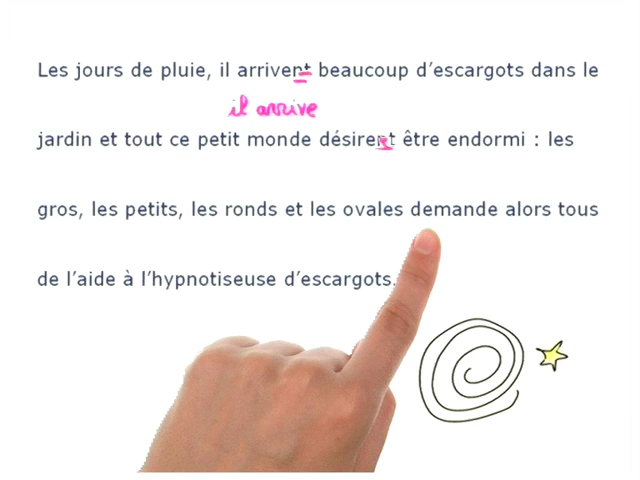 Les jours de pluie, il arrivent beaucoup d'escargots dans le
il arrive
jardin et tout ce petit monde désirent être endormi : les
gros, les petits, les ronds et les ovales demande alors tous
de l'aide à l'hypnotiseuse d'escargots.